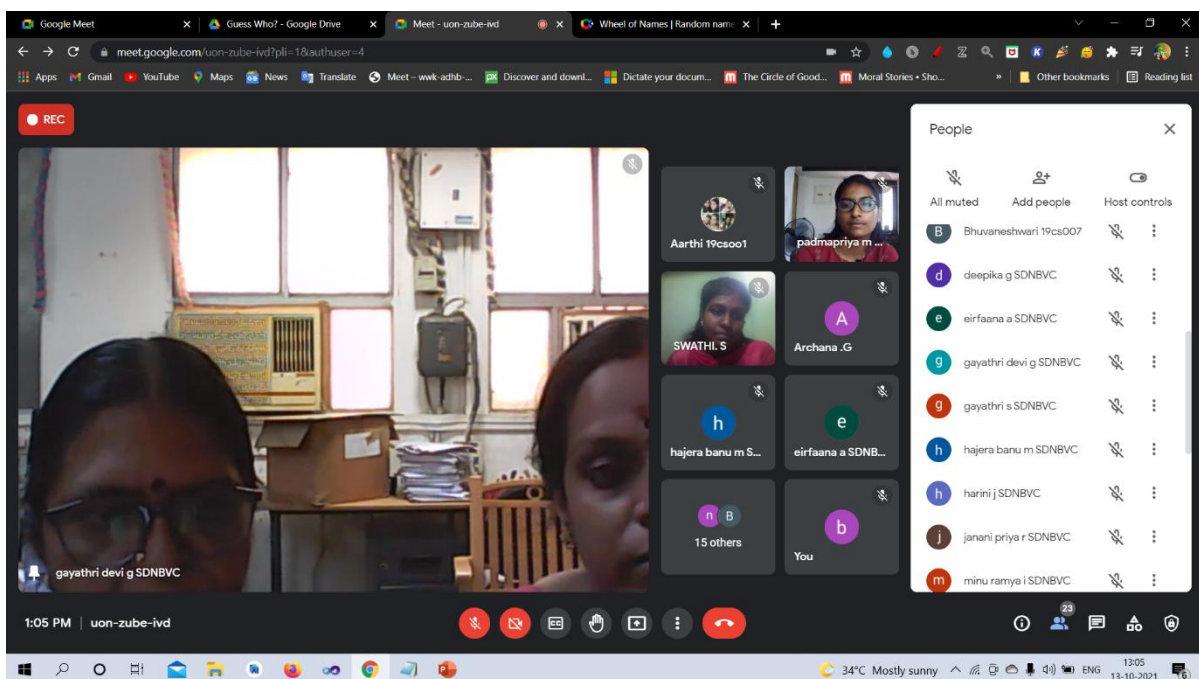 Google Meet
Guess Who? - Google Drive
Meet - uon-zube-ivd
Wheel of Names | Random name
meet.google.com/uon-zube-ivd?pli=1&authuser=4
Apps
Gmail
YouTube
Maps
News
Translate
Meet – wwk-adhb-...
Discover and downl...
Dictate your docum...
The Circle of Good...
Moral Stories • Sho...
»
Other bookmarks
Reading list
REC
gayathri devi g SDNBVC
Aarthi 19csoo1
padmapriya m ...
SWATHI. S
A
Archana .G
h
hajera banu m S...
e
eirfaana a SDNB...
n B
15 others
b
You
People
All muted
Add people
Host controls
B Bhuvaneshwari 19cs007
d deepika g SDNBVC
e eirfaana a SDNBVC
g gayathri devi g SDNBVC
g gayathri s SDNBVC
h hajera banu m SDNBVC
h harini j SDNBVC
j janani priya r SDNBVC
m minu ramya i SDNBVC
1:05 PM | uon-zube-ivd
CC
23
34°C Mostly sunny
ENG
13:05
13-10-2021
6